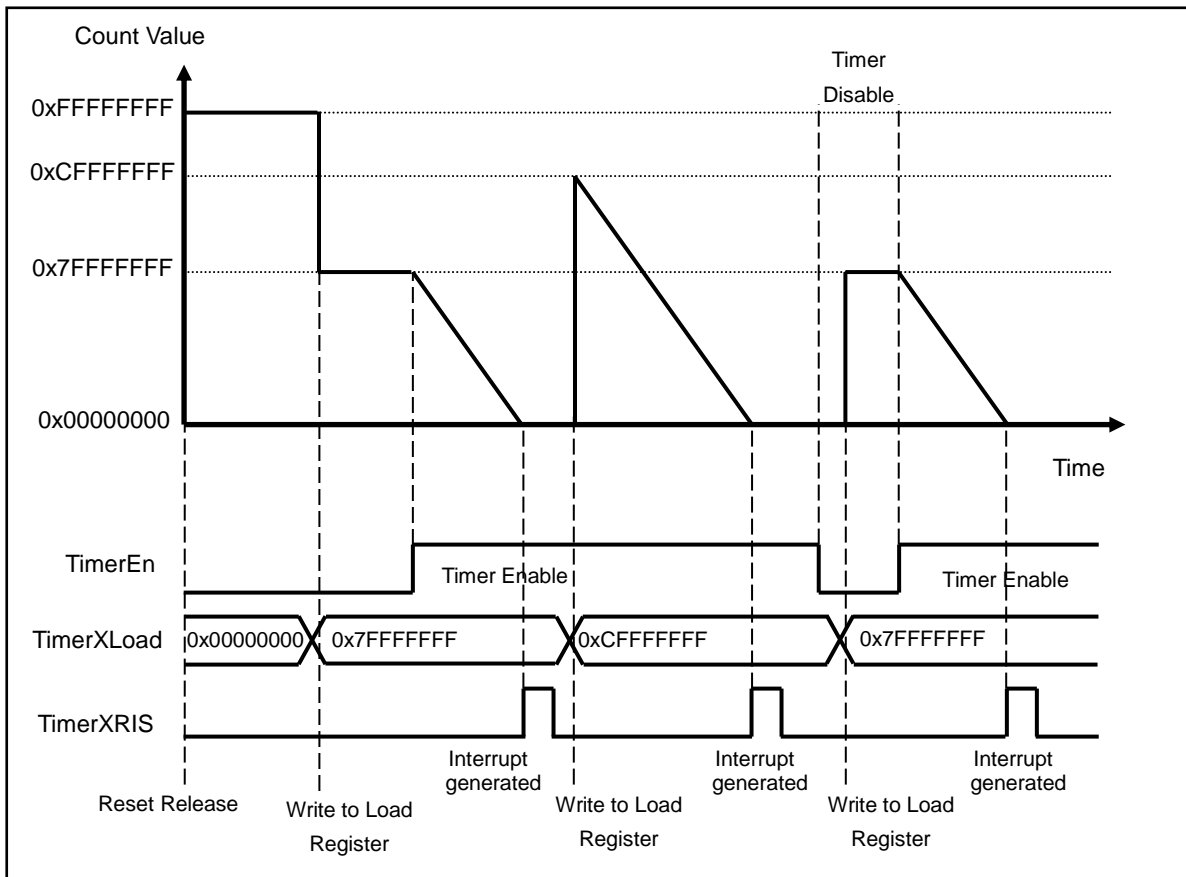 Count Value
Timer
Disable
0xFFFFFFFF
0xCFFFFFFF
0x7FFFFFFF
0x00000000
Time
TimerEn
Timer Enable
Timer Enable
TimerXLoad
0x00000000
0x7FFFFFFF
0xCFFFFFFF
0x7FFFFFFF
TimerXRIS
Interrupt
generated
Interrupt
generated
Interrupt
generated
Reset Release
Write to Load
Register
Write to Load
Register
Write to Load
Register